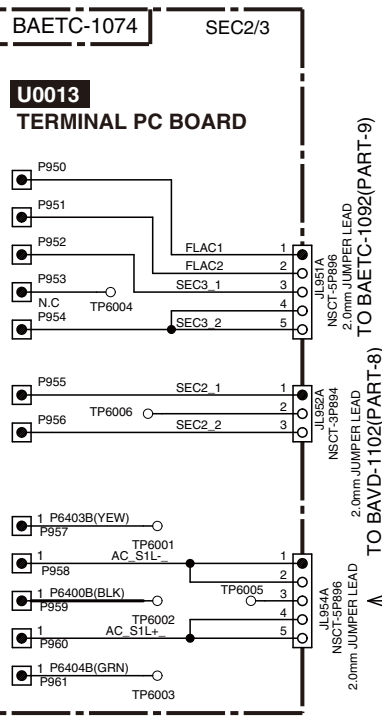 BAETC-1074
SEC2/3
U0013
TERMINAL PC BOARD
P950
P951
P952
FLAC1 1
FLAC2 2
P953
SEC3_1 3
N.C
TP6004
4
P954
SEC3_2 5
JL951A
NSCT-5P896
2.0mm JUMPER LEAD
TO BAETC-1092(PART-9)
P955
SEC2_1 1
TP6006
2
P956
SEC2_2 3
JL952A
NSCT-3P894
2.0mm JUMPER LEAD
TO BAVD-1102(PART-8)
1 P6403B(YEW)
P957
TP6001
1 AC_S1L-_ 1
P958
2
1 P6400B(BLK)
TP6005
3
P959
TP6002
4
1 AC_S1L+_ 5
P960
1 P6404B(GRN)
P961
TP6003
JL954A
NSCT-5P896
2.0mm JUMPER LEAD